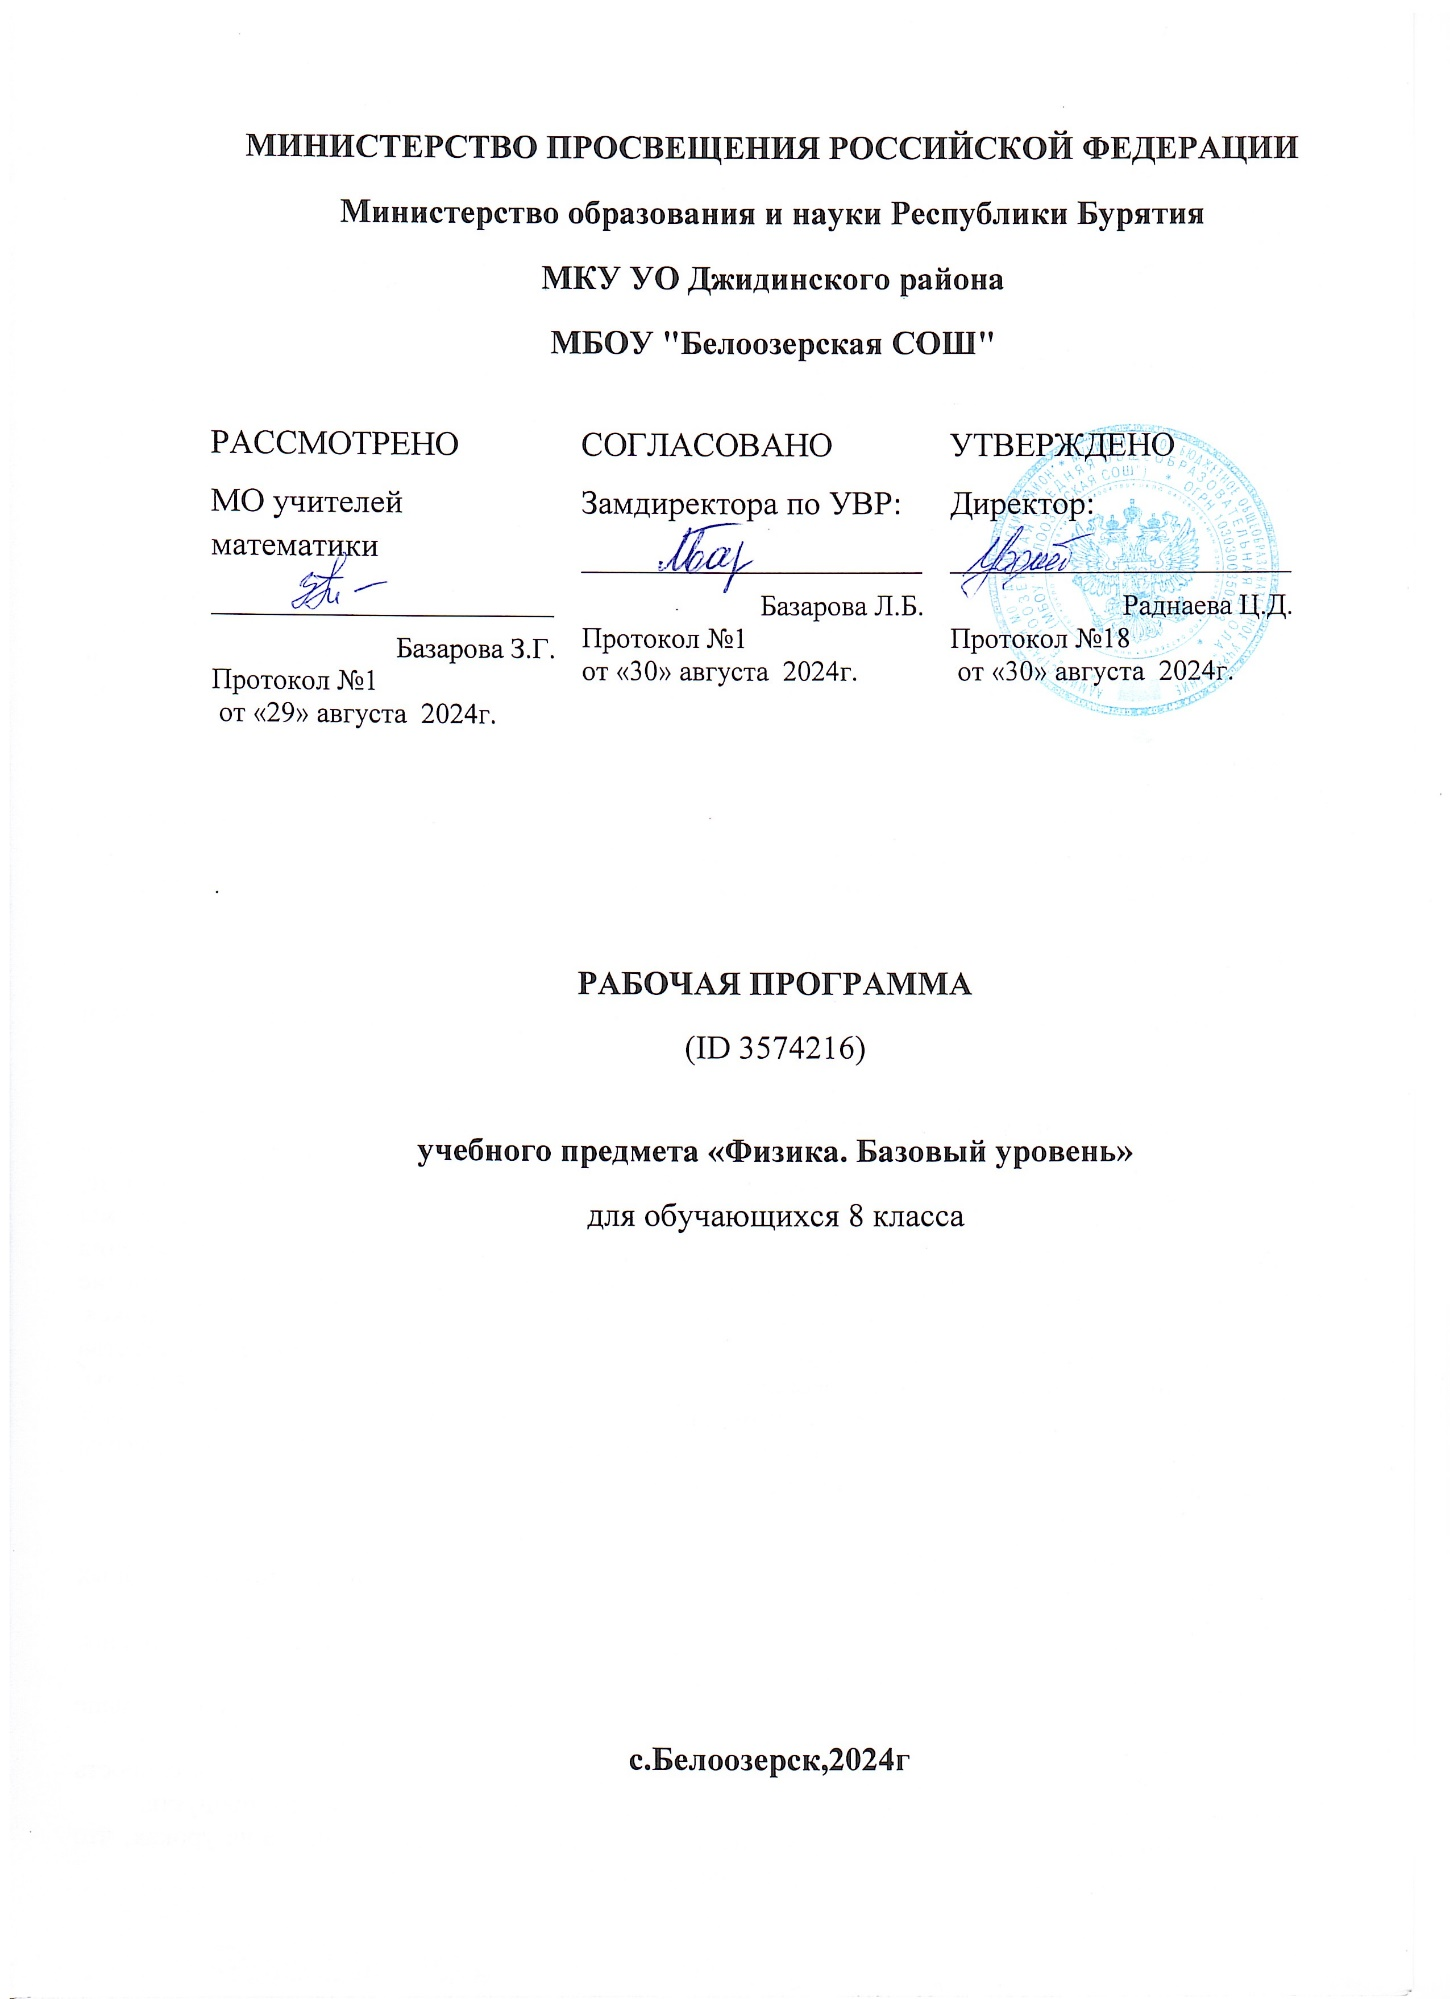 МИНИСТЕРСТВО ПРОСВЕЩЕНИЯ РОССИЙСКОЙ ФЕДЕРАЦИИ
Министерство образования и науки Республики Бурятия
МКУ УО Джидинского района
МБОУ "Белоозерская СОШ"
РАССМОТРЕНО
МО учителей
математики
Базарова З.Г.
Протокол №1
от «29» августа 2024г.
СОГЛАСОВАНО
Замдиректора по УВР:
Базарова Л.Б.
Протокол №1
от «30» августа 2024г.
УТВЕРЖДЕНО
Директор:
Раднаева Ц.Д.
Протокол №18
от «30» августа 2024г.
РАБОЧАЯ ПРОГРАММА
(ID 3574216)
учебного предмета «Физика. Базовый уровень»
для обучающихся 8 класса
с.Белоозерск,2024г